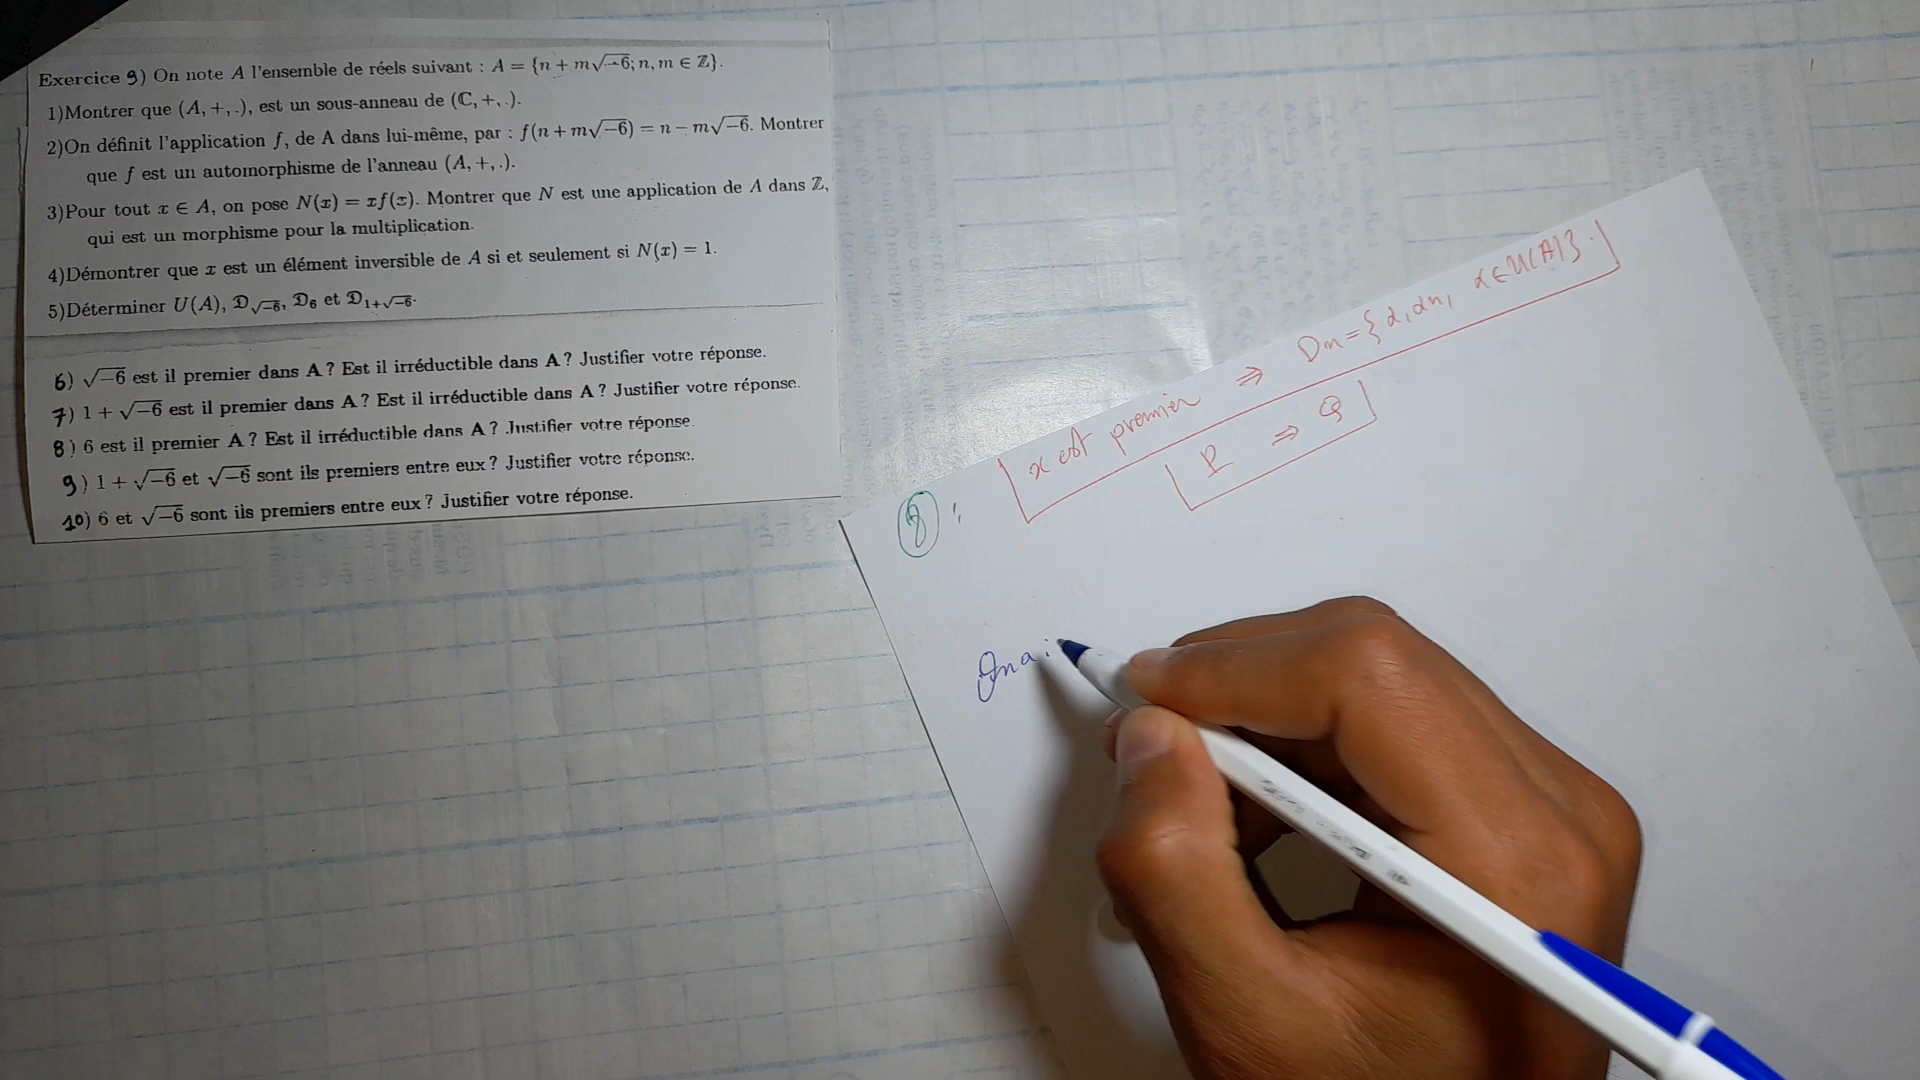 Exercice 9) On note A l'ensemble de réels suivant : A = {n + m√−6; n, m ∈ ℤ}.
1)Montrer que (A, +, .), est un sous-anneau de (ℂ, +, .).
2)On définit l'application f, de A dans lui-même, par : f(n + m√−6) = n − m√−6. Montrer
que f est un automorphisme de l'anneau (A, +, .).
3)Pour tout x ∈ A, on pose N(x) = xf(x). Montrer que N est une application de A dans ℤ,
qui est un morphisme pour la multiplication.
4)Démontrer que x est un élément inversible de A si et seulement si N(x) = 1.
5)Déterminer U(A), D√−6, D6 et D1+√−6.
6) √−6 est il premier dans A ? Est il irréductible dans A ? Justifier votre réponse.
7) 1 + √−6 est il premier dans A ? Est il irréductible dans A ? Justifier votre réponse.
8) 6 est il premier A ? Est il irréductible dans A ? Justifier votre réponse.
9) 1 + √−6 et √−6 sont ils premiers entre eux ? Justifier votre réponse.
10) 6 et √−6 sont ils premiers entre eux ? Justifier votre réponse.
8 :
x est premier ⇒ Dx = { α, αx, α ∈ U(A) }.
P ⇒ Q
On ai